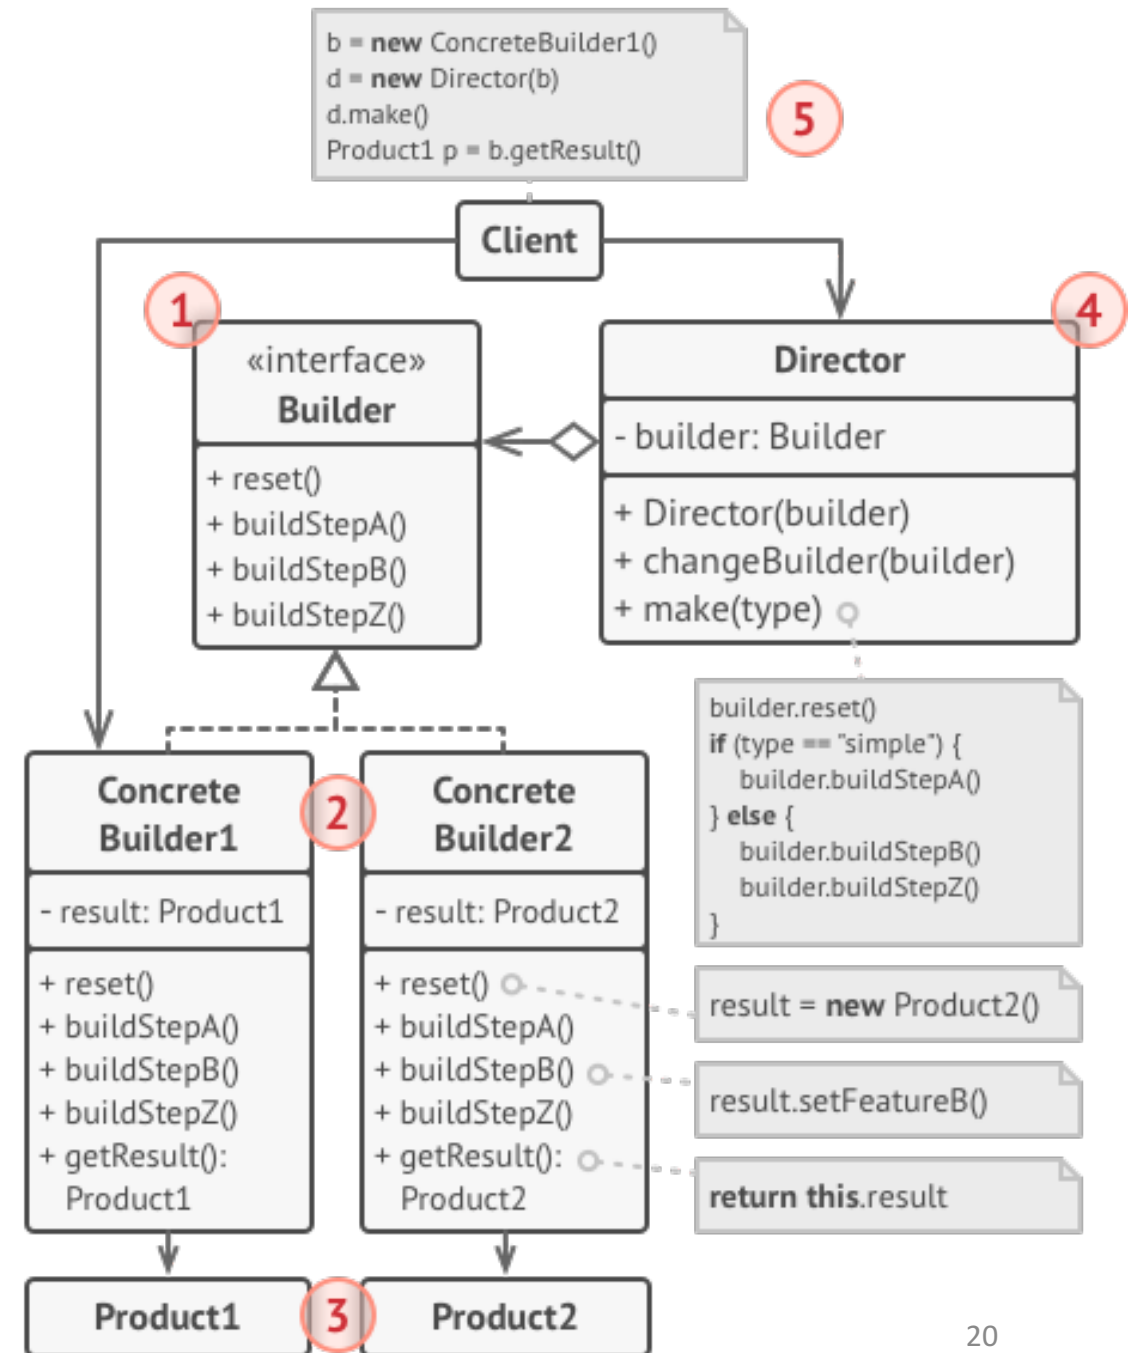 b = new ConcreteBuilder1()
d = new Director(b)
d.make()
Product1 p = b.getResult()
5
Client
1
«interface»
Builder
+ reset()
+ buildStepA()
+ buildStepB()
+ buildStepZ()
4
Director
- builder: Builder
+ Director(builder)
+ changeBuilder(builder)
+ make(type)
builder.reset()
if (type == "simple") {
builder.buildStepA()
} else {
builder.buildStepB()
builder.buildStepZ()
}
Concrete
Builder1
- result: Product1
+ reset()
+ buildStepA()
+ buildStepB()
+ buildStepZ()
+ getResult():
Product1
2
Concrete
Builder2
- result: Product2
+ reset()
+ buildStepA()
+ buildStepB()
+ buildStepZ()
+ getResult():
Product2
result = new Product2()
result.setFeatureB()
return this.result
Product1
3
Product2
20